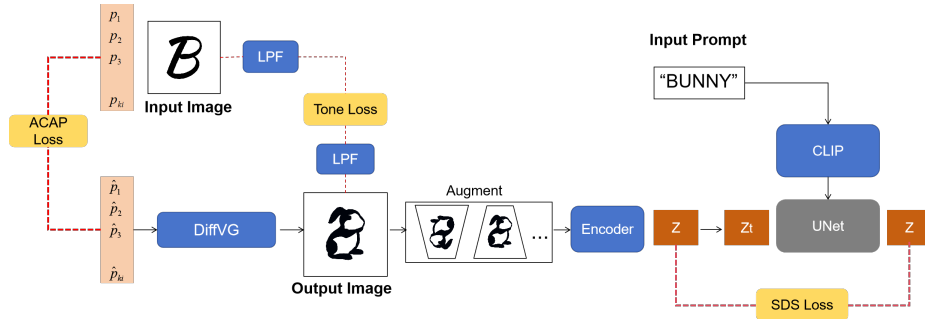 p₁
p₂
p₃
pₖᵢ
B
Input Image
LPF
Tone Loss
LPF
ACAP
Loss
p̂₁
p̂₂
p̂₃
p̂ₖᵢ
DiffVG
Output Image
Augment
...
Encoder
Input Prompt
“BUNNY”
CLIP
Z
Zt
UNet
Z
SDS Loss